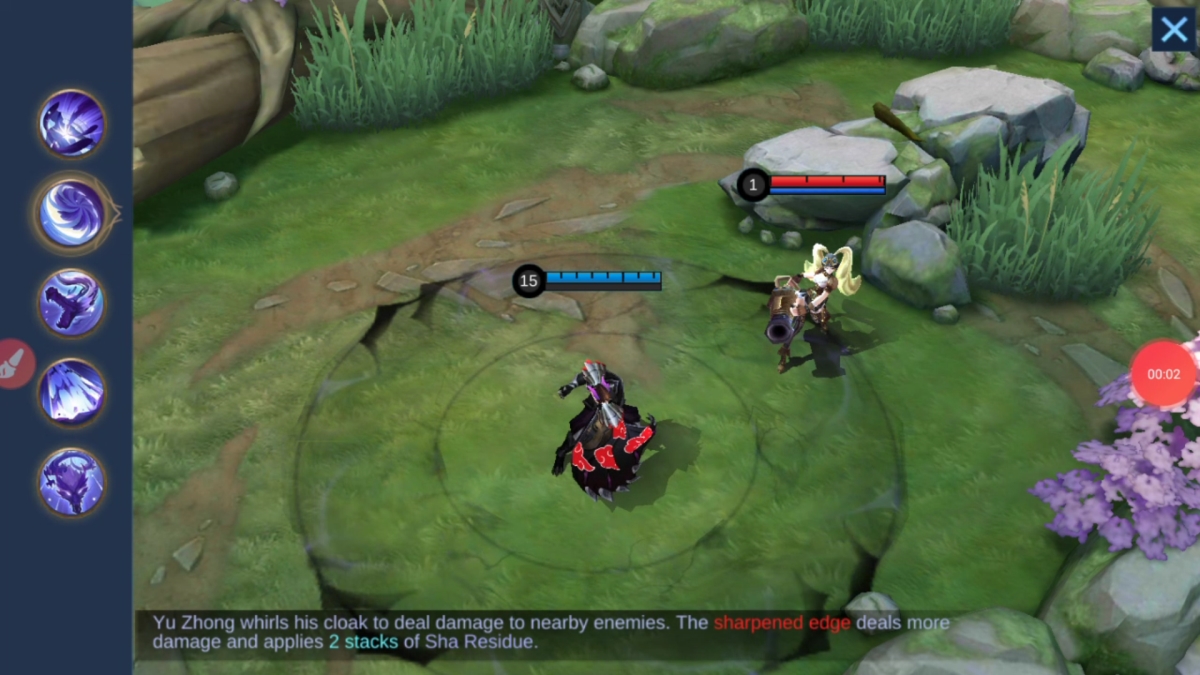 1
15
00:02
Yu Zhong whirls his cloak to deal damage to nearby enemies. The sharpened edge deals more
damage and applies 2 stacks of Sha Residue.